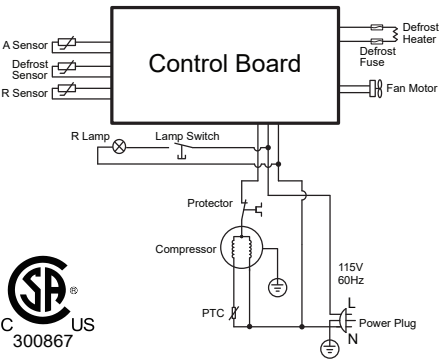 A Sensor
Defrost
Sensor
R Sensor
Control Board
Defrost
Heater
Defrost
Fuse
Fan Motor
R Lamp
Lamp Switch
Protector
Compressor
115V
60Hz
PTC
L
Power Plug
N
SA
®
C US
300867